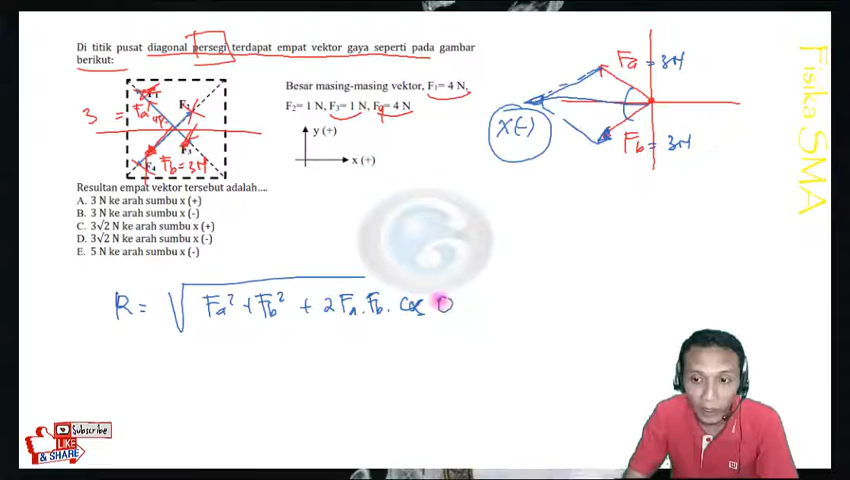 Di titik pusat diagonal persegi terdapat empat vektor gaya seperti pada gambar
berikut:
Besar masing-masing vektor, F₁= 4 N,
F₂= 1 N, F₃= 1 N, F₄= 4 N
y (+)
x (+)
F₁
F₂
F₃
F₄
3 = Fa
Fb = 3N
Resultan empat vektor tersebut adalah....
A. 3 N ke arah sumbu x (+)
B. 3 N ke arah sumbu x (-)
C. 3√2 N ke arah sumbu x (+)
D. 3√2 N ke arah sumbu x (-)
E. 5 N ke arah sumbu x (-)
Fa = 3N
X(-)
Fb = 3N
R = √ Fa² + Fb² + 2 Fa . Fb . cos
Fisika SMA
Subscribe
LIKE
& SHARE